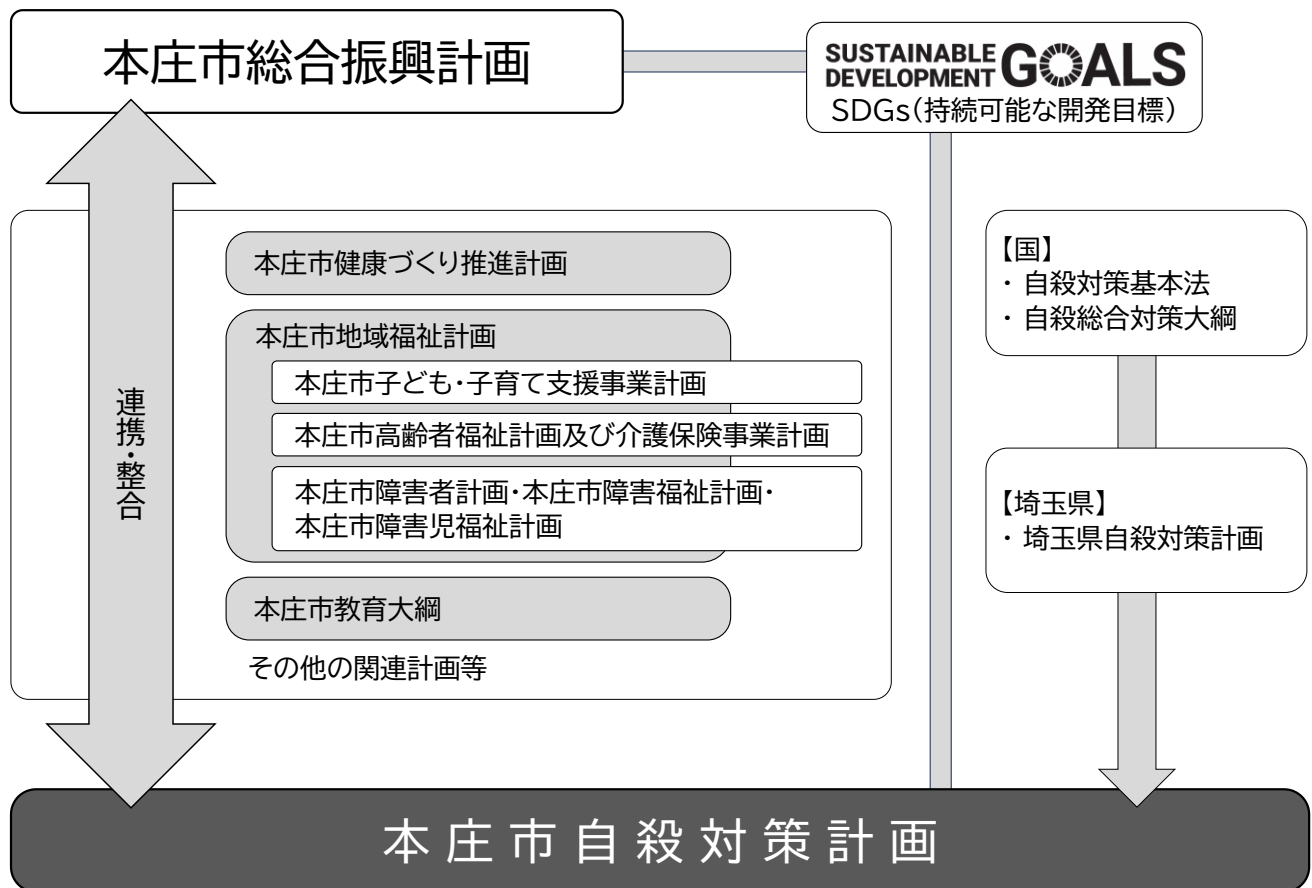 本庄市総合振興計画
SUSTAINABLE
DEVELOPMENT
GOALS
SDGs(持続可能な開発目標)
連携・整合
本庄市健康づくり推進計画
本庄市地域福祉計画
本庄市子ども・子育て支援事業計画
本庄市高齢者福祉計画及び介護保険事業計画
本庄市障害者計画・本庄市障害福祉計画・
本庄市障害児福祉計画
本庄市教育大綱
その他の関連計画等
【国】
・自殺対策基本法
・自殺総合対策大綱
【埼玉県】
・埼玉県自殺対策計画
本庄市自殺対策計画